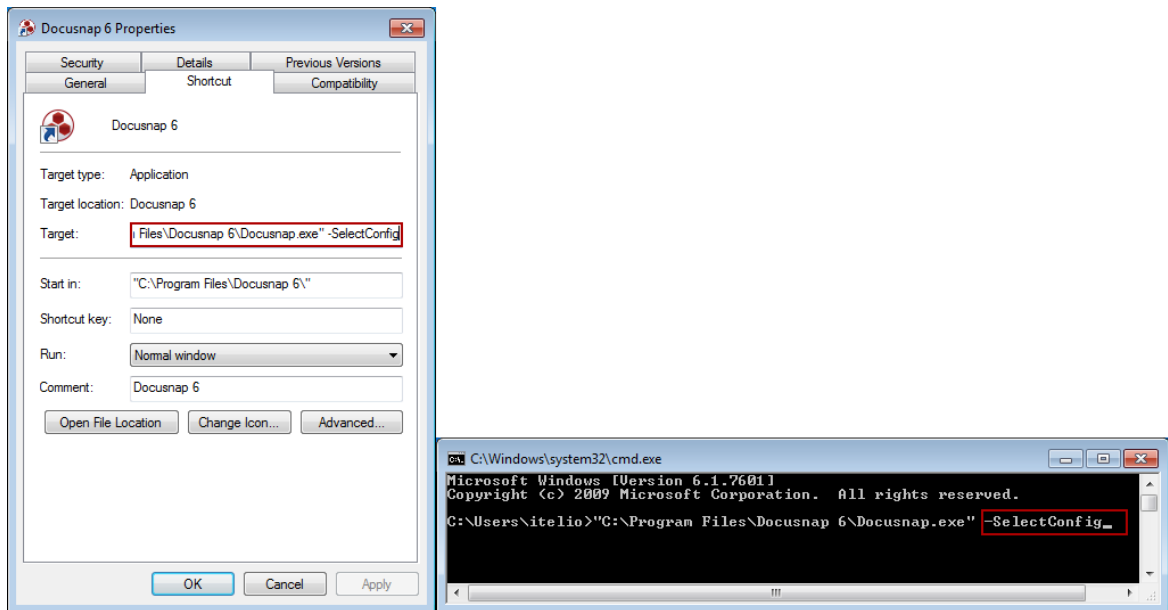 Docusnap 6 Properties
Security Details Previous Versions
General Shortcut Compatibility
Docusnap 6
Target type: Application
Target location: Docusnap 6
Target: Files\Docusnap 6\Docusnap.exe" -SelectConfig
Start in: "C:\Program Files\Docusnap 6\"
Shortcut key: None
Run: Normal window
Comment: Docusnap 6
Open File Location Change Icon... Advanced...
OK Cancel Apply
C:\Windows\system32\cmd.exe
Microsoft Windows [Version 6.1.7601]
Copyright (c) 2009 Microsoft Corporation. All rights reserved.
C:\Users\itelio>"C:\Program Files\Docusnap 6\Docusnap.exe" -SelectConfig_